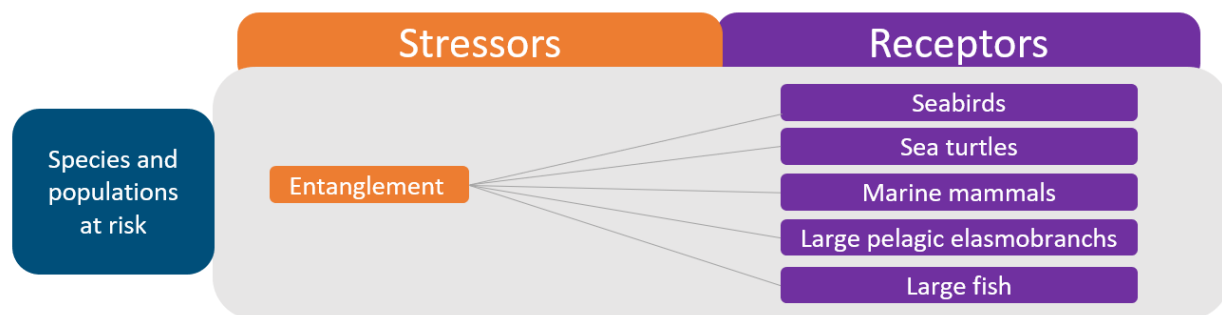 Stressors
Receptors
Species and
populations
at risk
Entanglement
Seabirds
Sea turtles
Marine mammals
Large pelagic elasmobranchs
Large fish